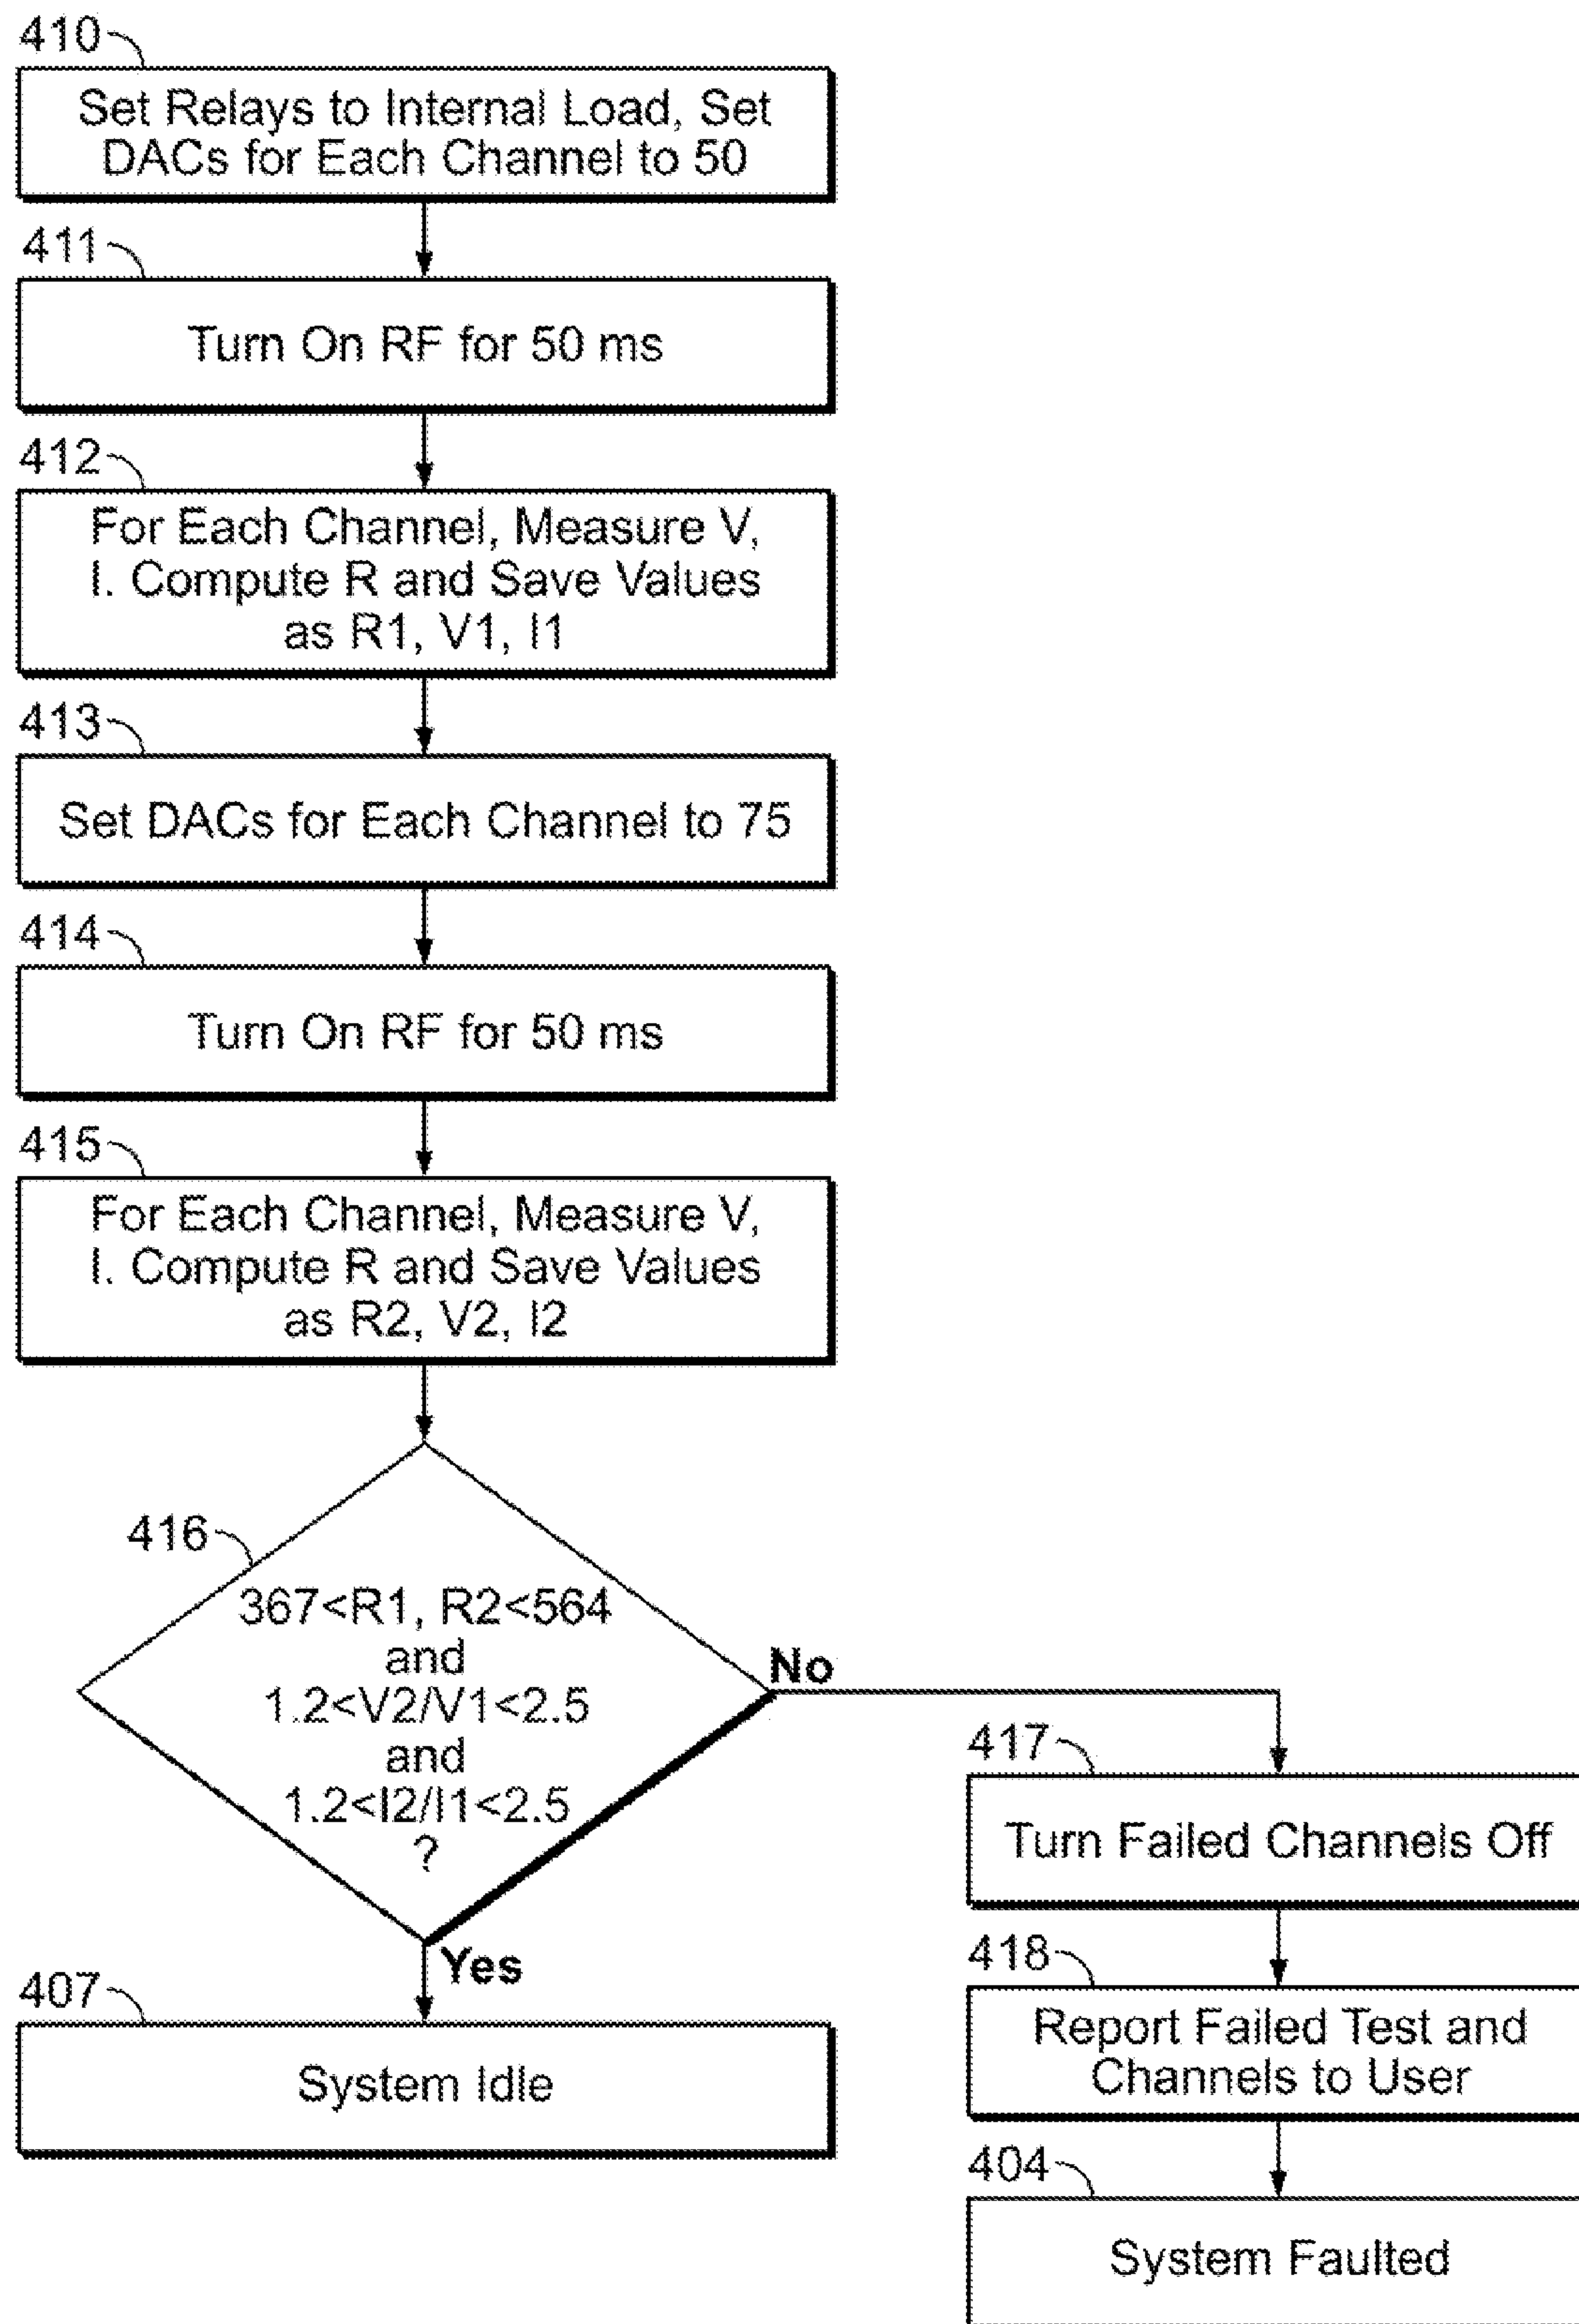 410
Set Relays to Internal Load, Set
DACs for Each Channel to 50
411
Turn On RF for 50 ms
412
For Each Channel, Measure V,
I. Compute R and Save Values
as R1, V1, I1
413
Set DACs for Each Channel to 75
414
Turn On RF for 50 ms
415
For Each Channel, Measure V,
I. Compute R and Save Values
as R2, V2, I2
416
367<R1, R2<564
and
1.2<V2/V1<2.5
and
1.2<I2/I1<2.5
?
No
Yes
407
System Idle
417
Turn Failed Channels Off
418
Report Failed Test and
Channels to User
404
System Faulted